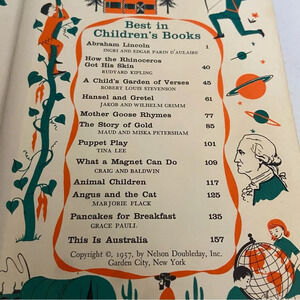 Best in
Children's Books
Abraham Lincoln 1
INGRI AND EDGAR PARIN D'AULAIRE
How the Rhinoceros
Got His Skin 40
RUDYARD KIPLING
A Child's Garden of Verses 45
ROBERT LOUIS STEVENSON
Hansel and Gretel 61
JAKOB AND WILHELM GRIMM
Mother Goose Rhymes 77
The Story of Gold 85
MAUD AND MISKA PETERSHAM
Puppet Play 101
TINA LEE
What a Magnet Can Do 109
CRAIG AND BALDWIN
Animal Children 117
Angus and the Cat 125
MARJORIE FLACK
Pancakes for Breakfast 135
GRACE PAULL
This Is Australia 157
Copyright ©, 1957, by Nelson Doubleday, Inc.
Garden City, New York